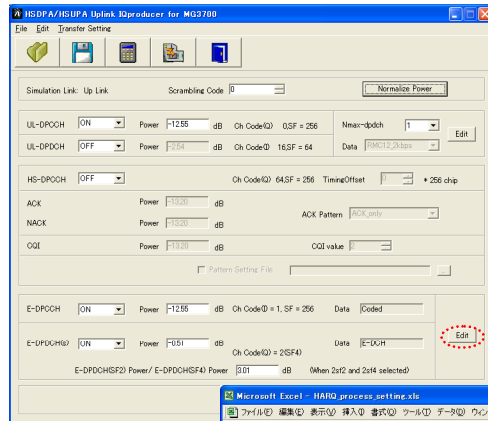 HSDPA/HSUPA Uplink IQproducer for MG3700
File Edit Transfer Setting
Simulation Link: Up Link Scrambling Code 0 Normalize Power
UL-DPCCH ON Power -12.55 dB Ch Code(Q) 0,SF = 256 Nmax-dpdch 1
Edit
UL-DPDCH OFF Power -2.54 dB Ch Code(I) 16,SF = 64 Data RMC12_2kbps
HS-DPCCH OFF Ch Code(Q) 64,SF = 256 TimingOffset 0 * 256 chip
ACK Power -13.20 dB
ACK Pattern ACK_only
NACK Power -13.20 dB
CQI Power -13.20 dB CQI value 2
Pattern Setting File ...
E-DPCCH ON Power -12.55 dB Ch Code(I) = 1, SF = 256 Data Coded
Edit
E-DPDCH(s) ON Power -0.51 dB Data E-DCH
Ch Code(Q) = 2(SF4)
E-DPDCH(SF2) Power/ E-DPDCH(SF4) Power 3.01 dB (When 2sf2 and 2sf4 selected)
Microsoft Excel - HARQ_process_setting.xls
ファイル(F) 編集(E) 表示(V) 挿入(I) 書式(O) ツール(T) データ(D) ウィン